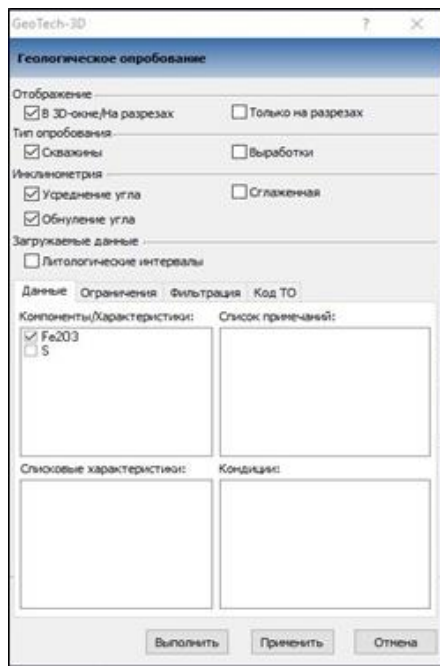 GeoTech-3D ? ×
Геологическое опробование
Отображение
В 3D-окне/На разрезах Только на разрезах
Тип опробования
Скважины Выработки
Инклинометрия
Усреднение угла Сглаженная
Обнуление угла
Загружаемые данные
Литологические интервалы
Данные Ограничения Фильтрация Код ТО
Компоненты/Характеристики: Список примечаний:
Fe2O3
S
Списковые характеристики: Кондиции:
Выполнить Применить Отмена